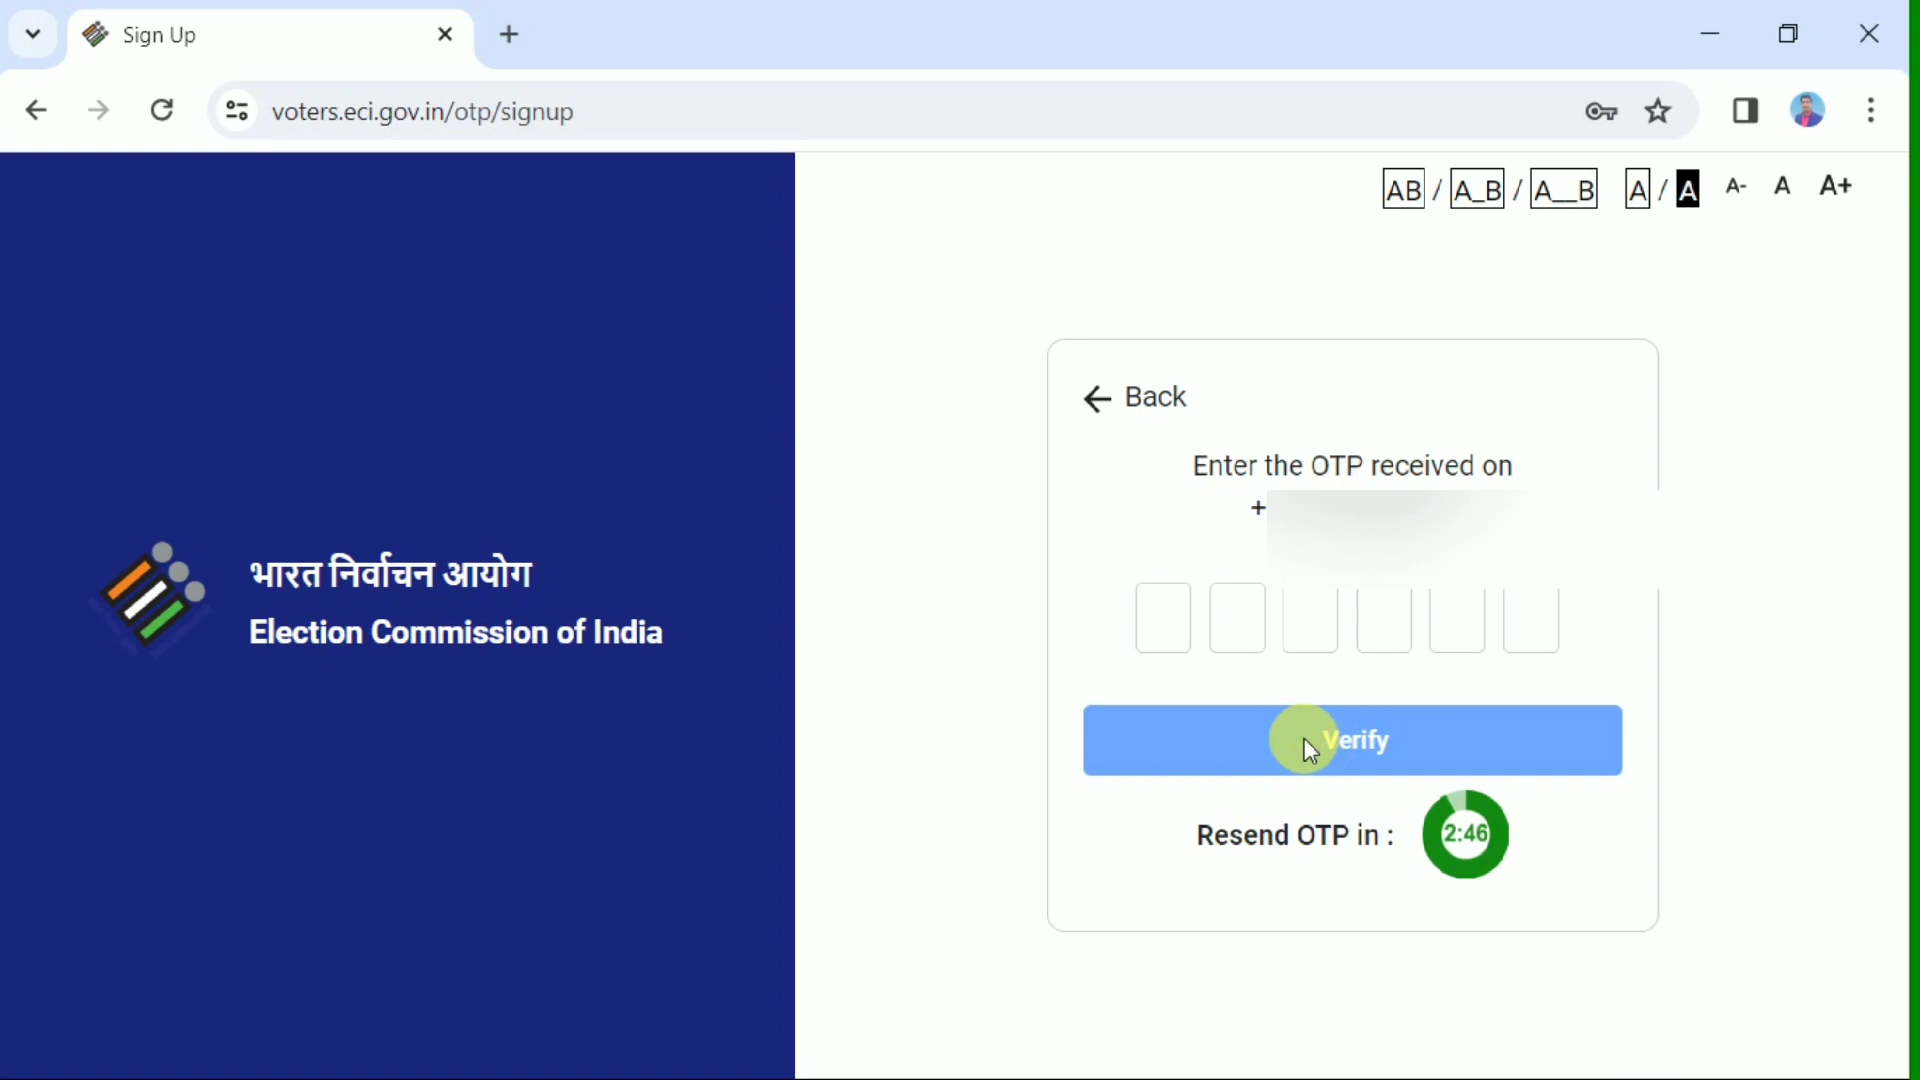 Sign Up
voters.eci.gov.in/otp/signup
AB / A_B / A__B A / A A- A A+
Back
Enter the OTP received on
+
भारत निर्वाचन आयोग
Election Commission of India
Verify
Resend OTP in : 2:46